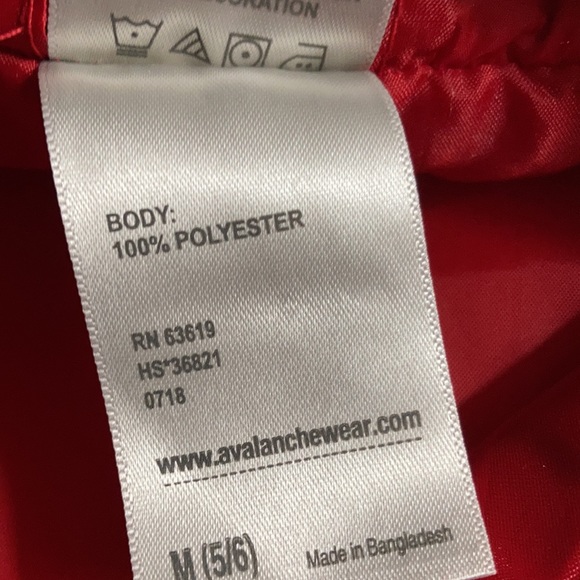 BODY:
100% POLYESTER
RN 63619
HS*36821
0718
www.avalanchewear.com
M (5/6)
Made in Bangladesh